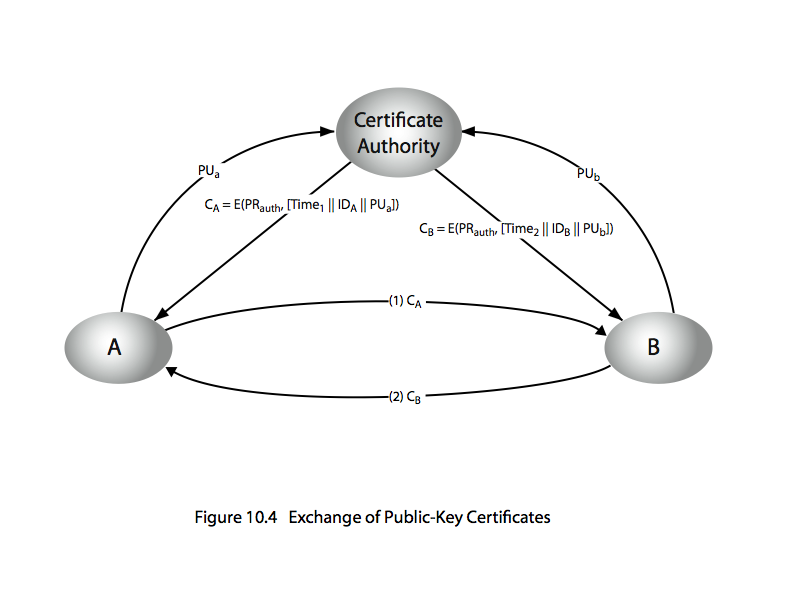 Certificate
Authority
PUa
PUb
CA = E(PRauth, [Time1 || IDA || PUa])
CB = E(PRauth, [Time2 || IDB || PUb])
(1) CA
A
B
(2) CB
Figure 10.4 Exchange of Public-Key Certificates